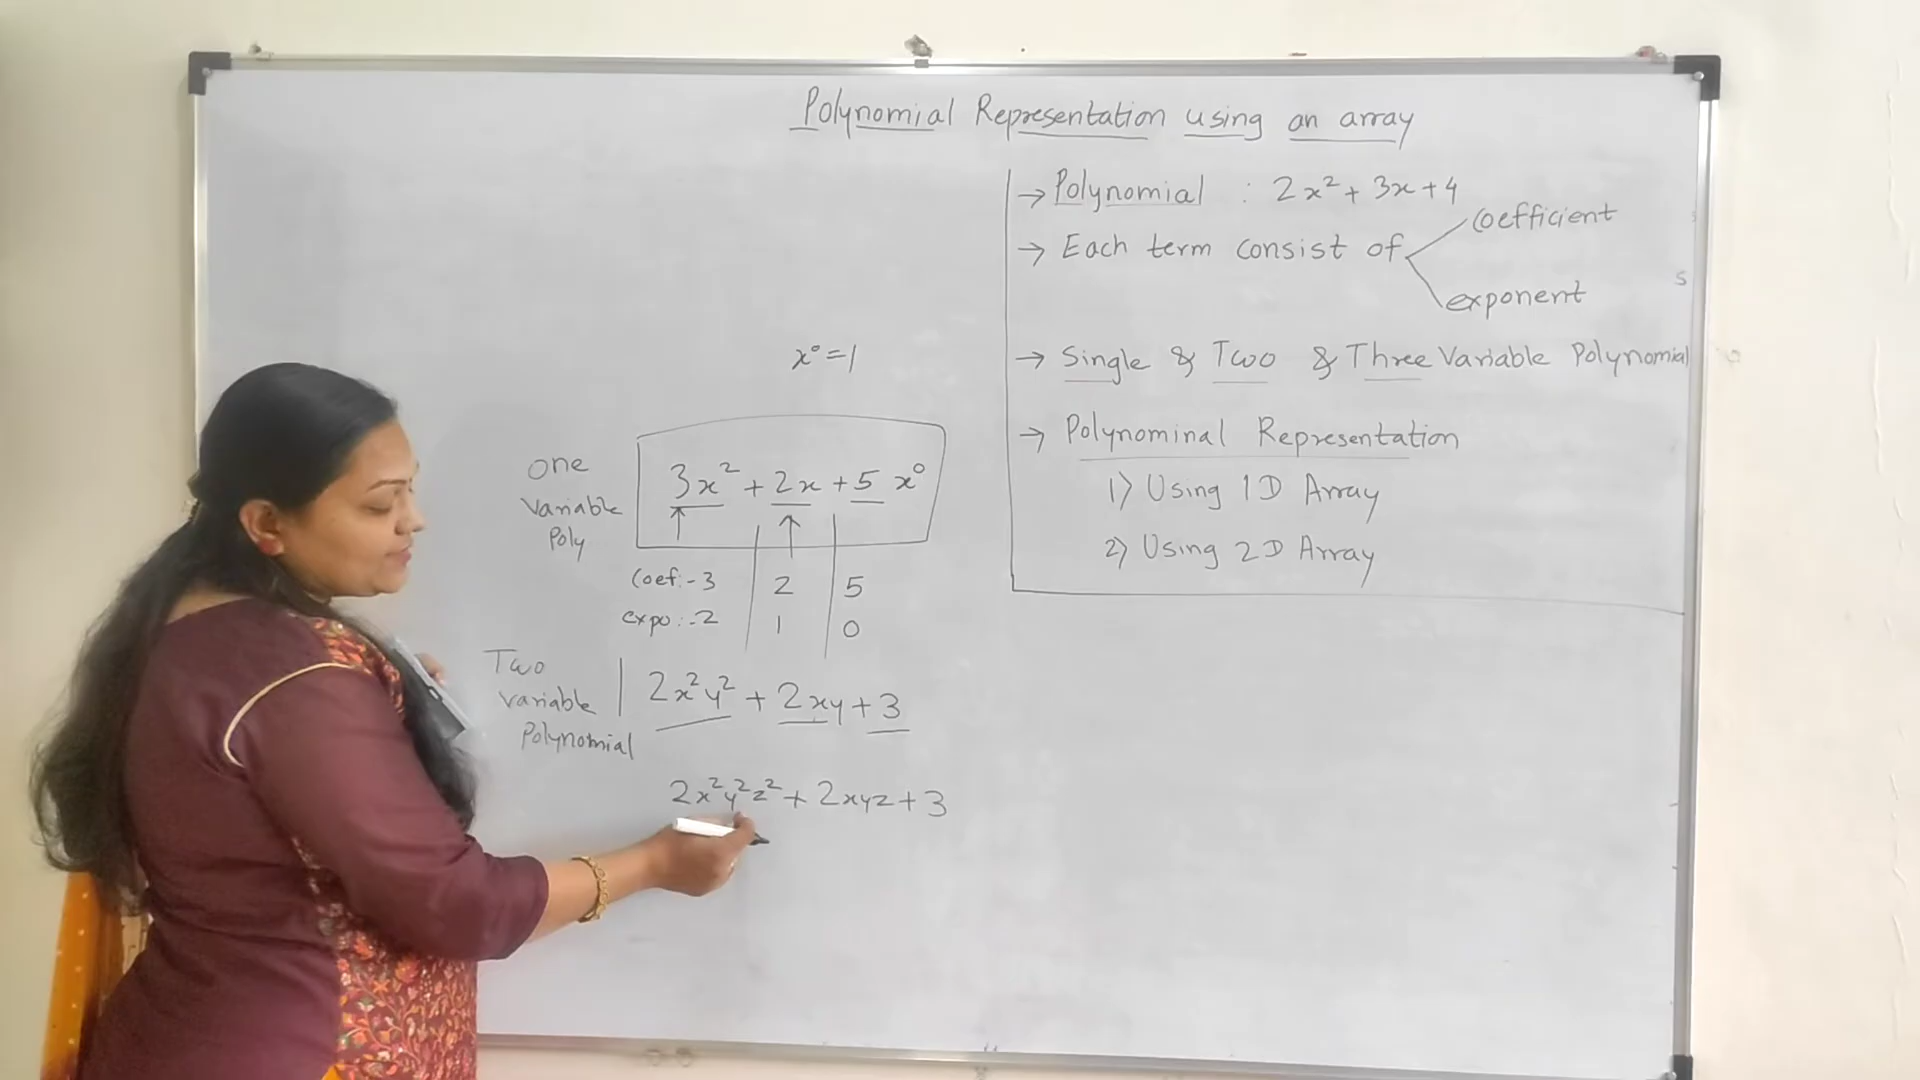 Polynomial Representation using an array
→ Polynomial : 2x² + 3x + 4
→ Each term consist of
coefficient
exponent
→ Single & Two & Three Variable Polynomial
→ Polynominal Representation
1) Using 1D Array
2) Using 2D Array
x⁰ = 1
One
Variable
Poly
3x² + 2x + 5 x⁰
Coef:- 3 2 5
expo:- 2 1 0
Two
variable
Polynomial
2x²y² + 2xy + 3
2x²y²z² + 2xyz + 3